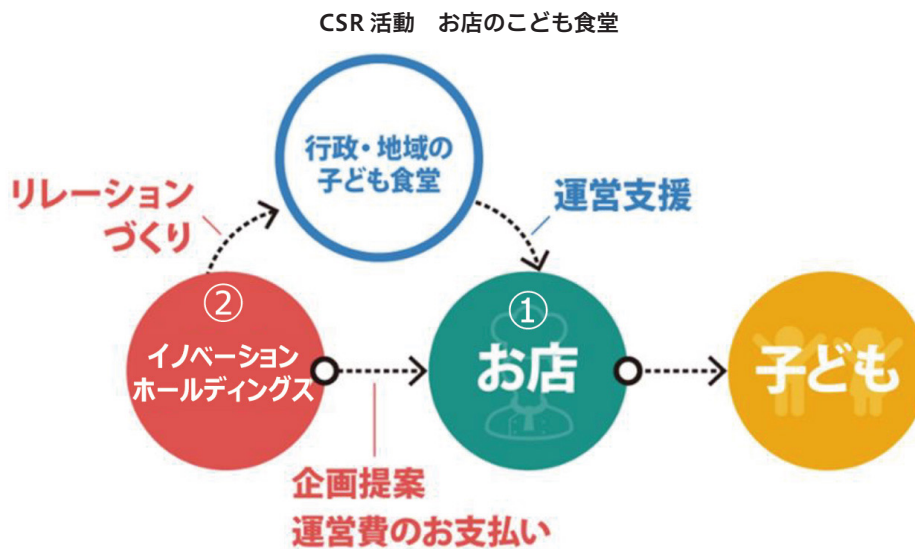 CSR 活動　お店のこども食堂
行政・地域の
子ども食堂
リレーション
づくり
運営支援
②
イノベーション
ホールディングス
①
お店
子ども
企画提案
運営費のお支払い